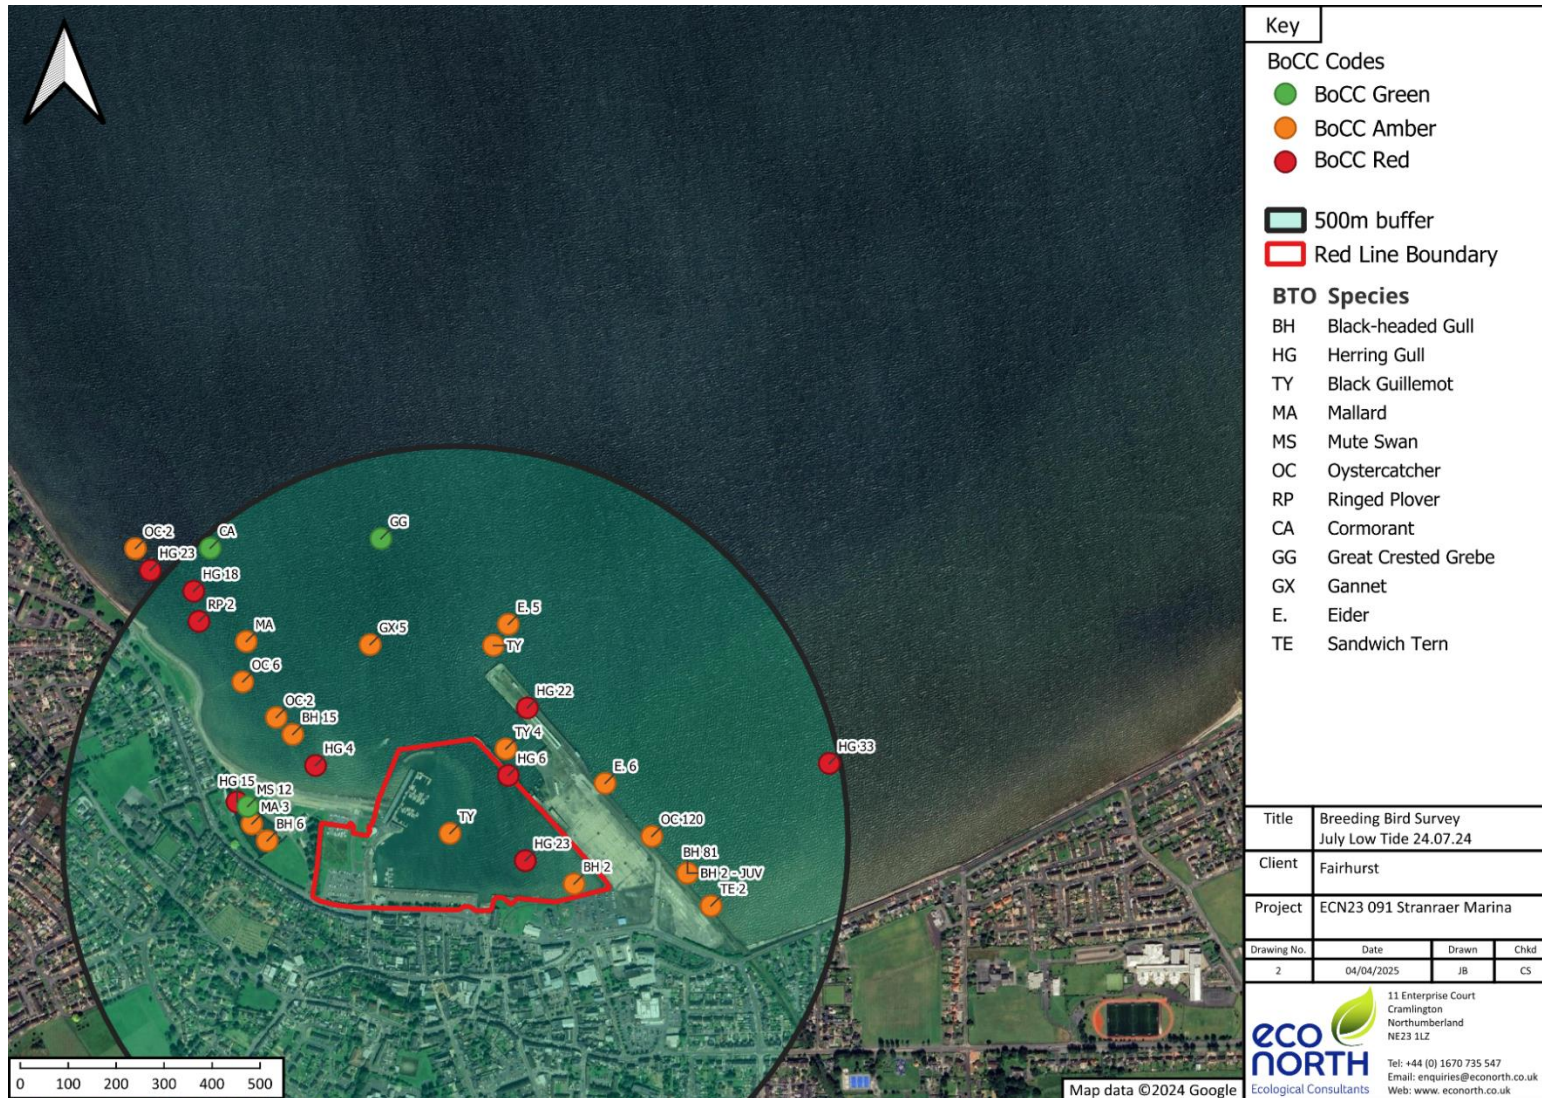 OC 2
CA
GG
HG 23
HG 18
RP 2
E. 5
MA
GX 5
TY
OC 6
HG 22
OC 2
BH 15
TY 4
HG 4
HG 6
HG 33
E. 6
HG 15
MS 12
MA 3
BH 6
TY
OC 120
HG 23
BH 81
BH 2
BH 2 - JUV
TE 2
0 100 200 300 400 500
Map data ©2024 Google
Key
BoCC Codes
BoCC Green
BoCC Amber
BoCC Red
500m buffer
Red Line Boundary
BTO Species
BH Black-headed Gull
HG Herring Gull
TY Black Guillemot
MA Mallard
MS Mute Swan
OC Oystercatcher
RP Ringed Plover
CA Cormorant
GG Great Crested Grebe
GX Gannet
E. Eider
TE Sandwich Tern
Title Breeding Bird Survey
July Low Tide 24.07.24
Client Fairhurst
Project ECN23 091 Stranraer Marina
Drawing No. Date Drawn Chkd
2 04/04/2025 JB CS
eco
NORTH
Ecological Consultants
11 Enterprise Court
Cramlington
Northumberland
NE23 1LZ
Tel: +44 (0) 1670 735 547
Email: enquiries@econorth.co.uk
Web: www. econorth.co.uk